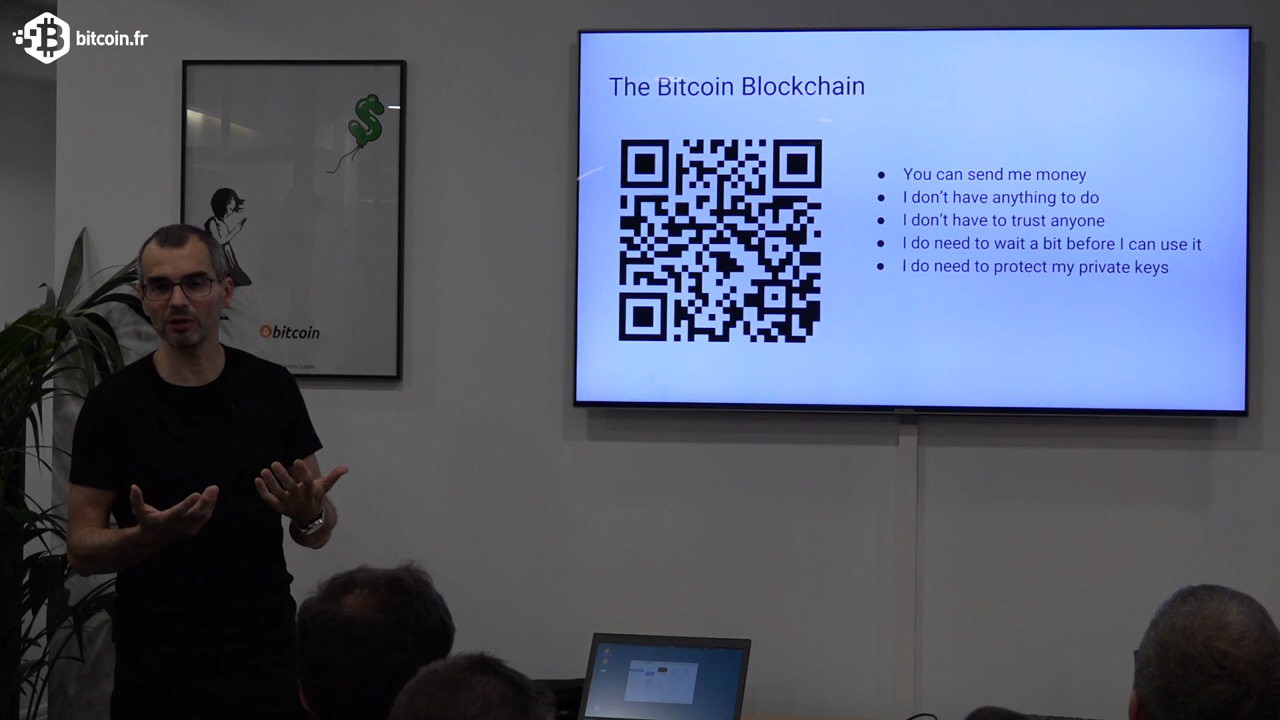 bitcoin.fr
The Bitcoin Blockchain
You can send me money
I don't have anything to do
I don't have to trust anyone
I do need to wait a bit before I can use it
I do need to protect my private keys
bitcoin